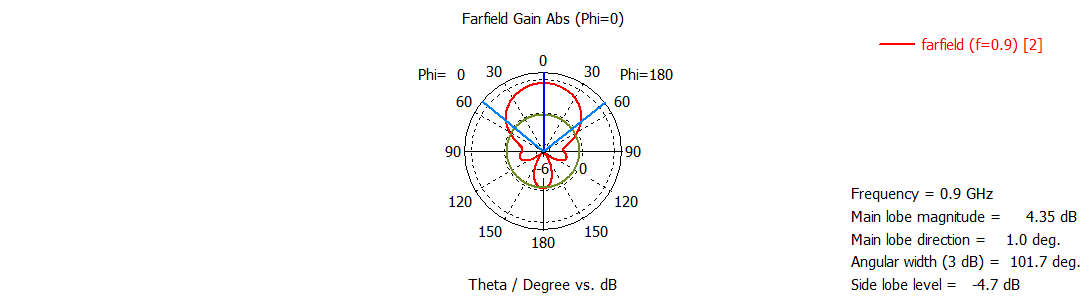 Farfield Gain Abs (Phi=0)
farfield (f=0.9) [2]
Phi= 0 30 0 30 Phi=180
60 60
90 -6 0 90
120 120
150 150
180
Theta / Degree vs. dB
Frequency = 0.9 GHz
Main lobe magnitude = 4.35 dB
Main lobe direction = 1.0 deg.
Angular width (3 dB) = 101.7 deg.
Side lobe level = -4.7 dB